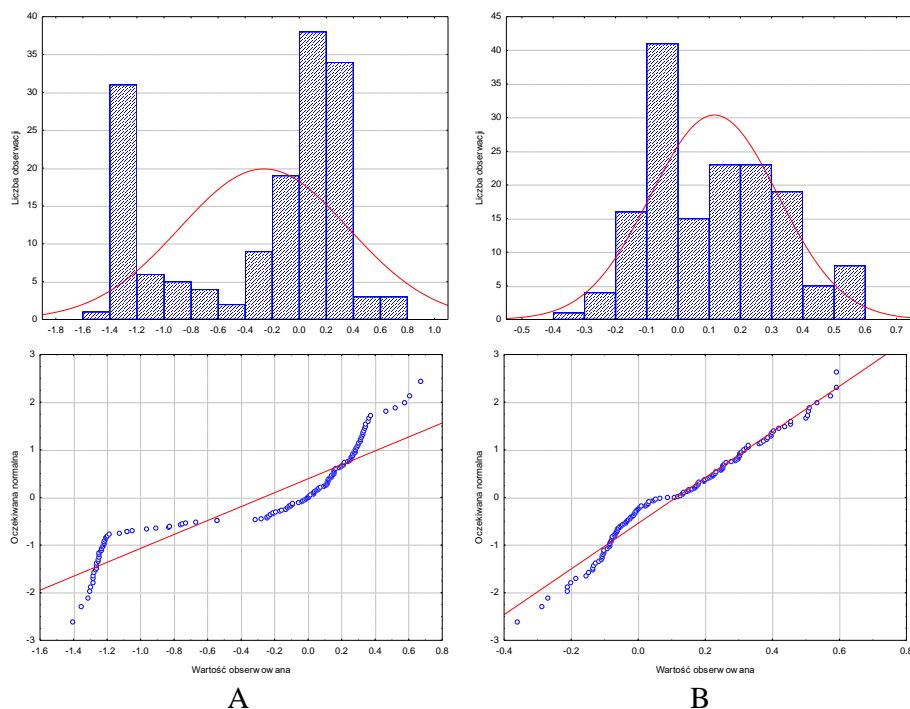 40
35
30
25
20
15
10
5
0
Liczba obserwacji
-1.8 -1.6 -1.4 -1.2 -1.0 -0.8 -0.6 -0.4 -0.2 0.0 0.2 0.4 0.6 0.8 1.0
45
40
35
30
25
20
15
10
5
0
Liczba obserwacji
-0.5 -0.4 -0.3 -0.2 -0.1 0.0 0.1 0.2 0.3 0.4 0.5 0.6 0.7
3
2
1
0
-1
-2
-3
Oczekiwana normalna
-1.6 -1.4 -1.2 -1.0 -0.8 -0.6 -0.4 -0.2 0.0 0.2 0.4 0.6 0.8
Wartość obserwowana
3
2
1
0
-1
-2
-3
Oczekiwana normalna
-0.4 -0.2 0.0 0.2 0.4 0.6 0.8
Wartość obserwowana
A
B